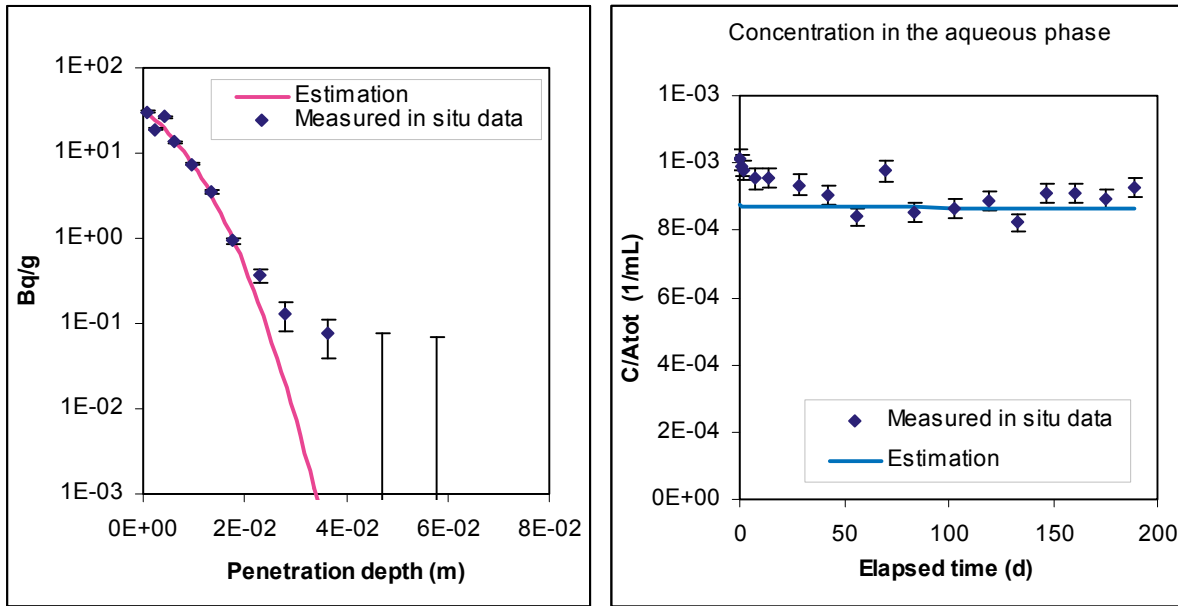 1E+02
1E+01
1E+00
1E-01
1E-02
1E-03
Bq/g
0E+00 2E-02 4E-02 6E-02 8E-02
Penetration depth (m)
Estimation
Measured in situ data
Concentration in the aqueous phase
1E-03
1E-03
8E-04
6E-04
4E-04
2E-04
0E+00
C/Atot (1/mL)
Measured in situ data
Estimation
0 50 100 150 200
Elapsed time (d)